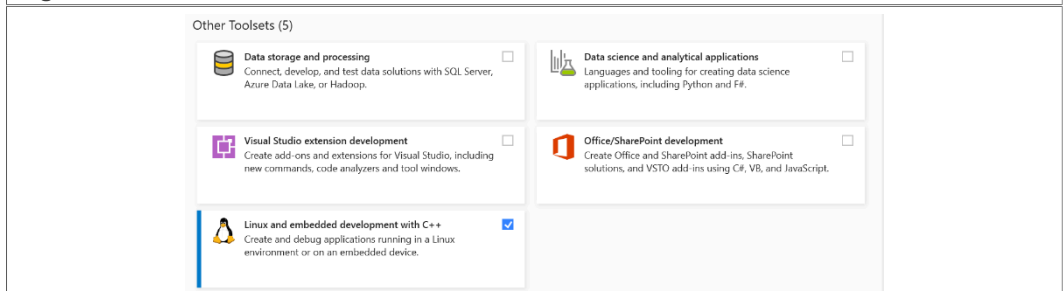 Other Toolsets (5)
Data storage and processing
Connect, develop, and test data solutions with SQL Server,
Azure Data Lake, or Hadoop.
Data science and analytical applications
Languages and tooling for creating data science
applications, including Python and F#.
Visual Studio extension development
Create add-ons and extensions for Visual Studio, including
new commands, code analyzers and tool windows.
Office/SharePoint development
Create Office and SharePoint add-ins, SharePoint
solutions, and VSTO add-ins using C#, VB, and JavaScript.
Linux and embedded development with C++
Create and debug applications running in a Linux
environment or on an embedded device.